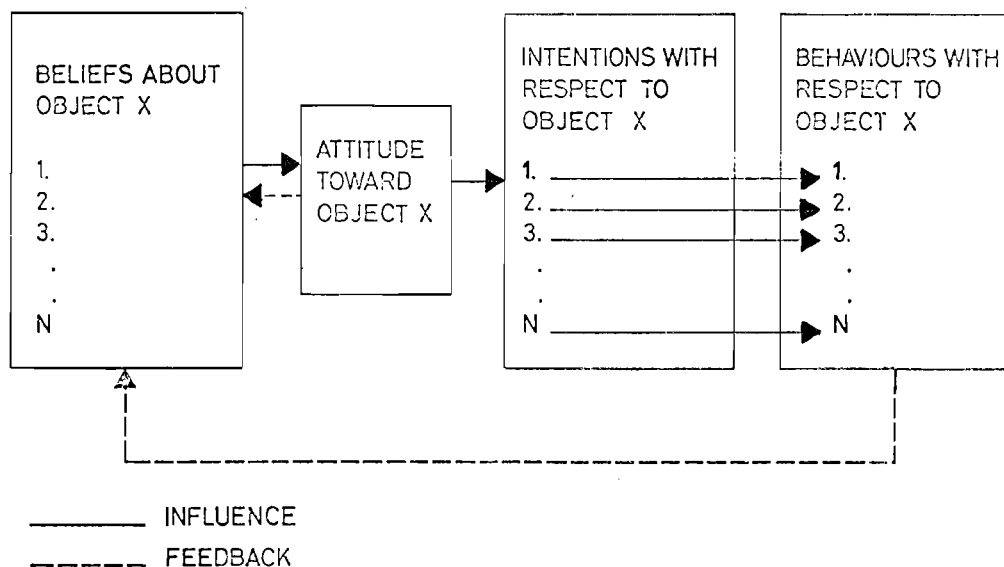 BELIEFS ABOUT
OBJECT X
1.
2.
3.
.
.
N
ATTITUDE
TOWARD
OBJECT X
INTENTIONS WITH
RESPECT TO
OBJECT X
1.
2.
3.
.
.
N
BEHAVIOURS WITH
RESPECT TO
OBJECT X
1.
2.
3.
.
.
N
INFLUENCE
FEEDBACK